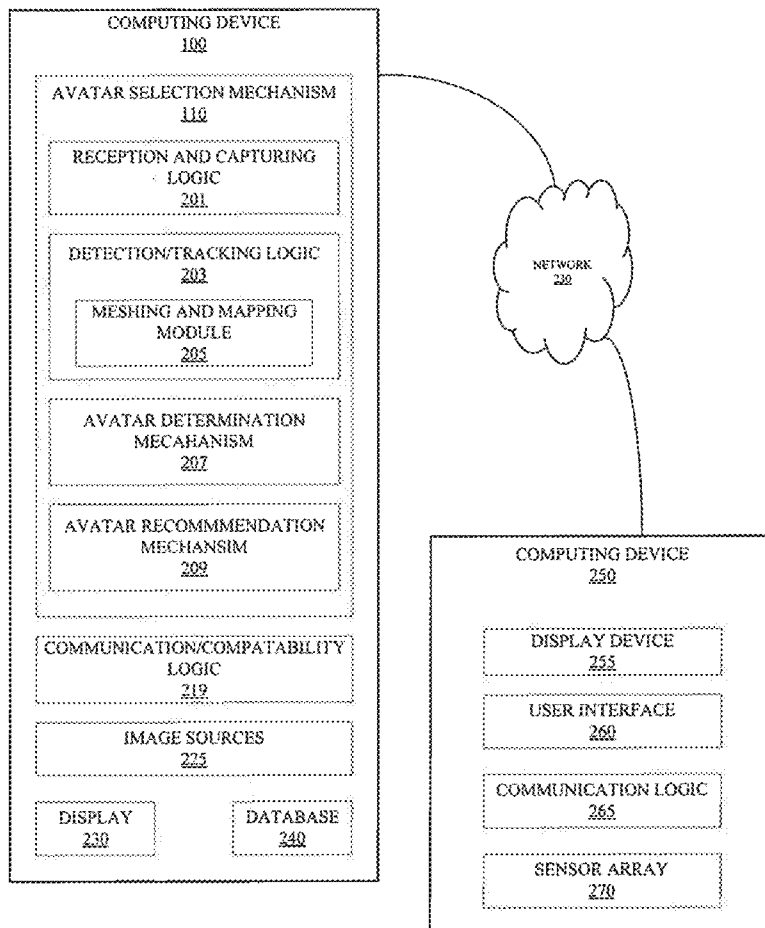 COMPUTING DEVICE
100
AVATAR SELECTION MECHANISM
110
RECEPTION AND CAPTURING
LOGIC
201
DETECTION/TRACKING LOGIC
203
MESHING AND MAPPING
MODULE
205
AVATAR DETERMINATION
MECAHANISM
207
AVATAR RECOMMMENDATION
MECHANSIM
209
COMMUNICATION/COMPATABILITY
LOGIC
219
IMAGE SOURCES
225
DISPLAY
230
DATABASE
240
NETWORK
230
COMPUTING DEVICE
250
DISPLAY DEVICE
255
USER INTERFACE
260
COMMUNICATION LOGIC
265
SENSOR ARRAY
270